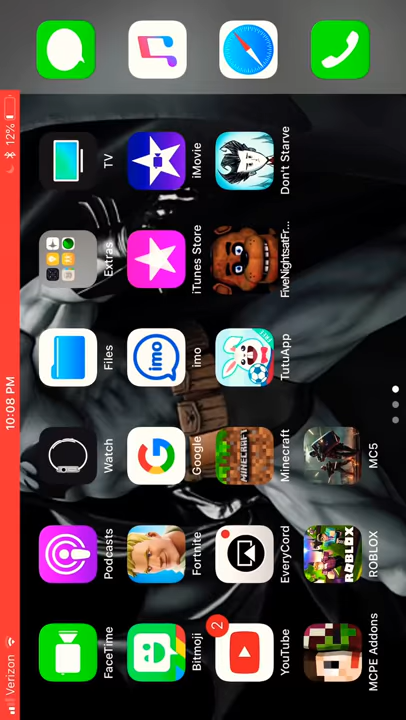 Verizon 10:08 PM 12%
FaceTime Podcasts Watch Files Extras TV
Bitmoji Fortnite Google imo iTunes Store iMovie
2
YouTube EveryCord Minecraft TutuApp FiveNightsatFr... Don't Starve
MCPE Addons ROBLOX MC5
imo
MINECRAFT
ROBLOX